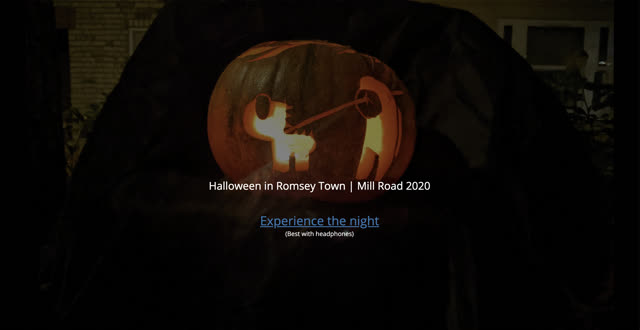 Halloween in Romsey Town | Mill Road 2020
Experience the night
(Best with headphones)